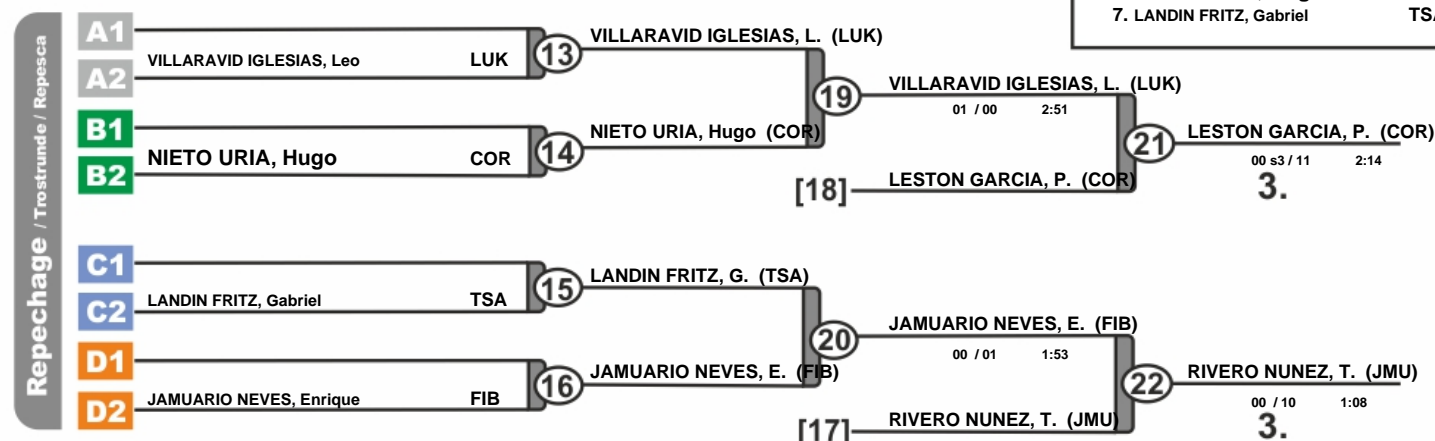 7. LANDIN FRITZ, Gabriel TSA
Repechage / Trostrunde / Repesca
A1
VILLARAVID IGLESIAS, Leo LUK
A2
13
VILLARAVID IGLESIAS, L. (LUK)
B1
NIETO URIA, Hugo COR
B2
14
NIETO URIA, Hugo (COR)
19
VILLARAVID IGLESIAS, L. (LUK)
01 / 00 2:51
[18]
LESTON GARCIA, P. (COR)
21
LESTON GARCIA, P. (COR)
00 s3 / 11 2:14
3.
C1
LANDIN FRITZ, Gabriel TSA
C2
15
LANDIN FRITZ, G. (TSA)
D1
JAMUARIO NEVES, Enrique FIB
D2
16
JAMUARIO NEVES, E. (FIB)
20
JAMUARIO NEVES, E. (FIB)
00 / 01 1:53
[17]
RIVERO NUNEZ, T. (JMU)
22
RIVERO NUNEZ, T. (JMU)
00 / 10 1:08
3.